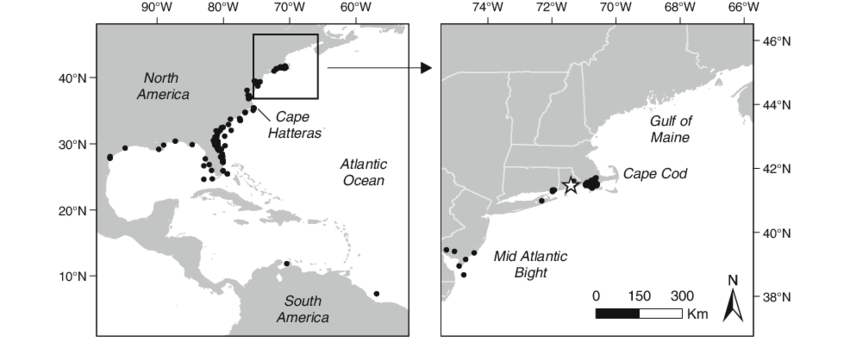 90°W 80°W 70°W 60°W
40°N
30°N
20°N
10°N
North
America
Cape
Hatteras
Atlantic
Ocean
South
America
74°W 72°W 70°W 68°W 66°W
46°N
44°N
42°N
40°N
38°N
Gulf of
Maine
Cape Cod
Mid Atlantic
Bight
N
0 150 300
Km